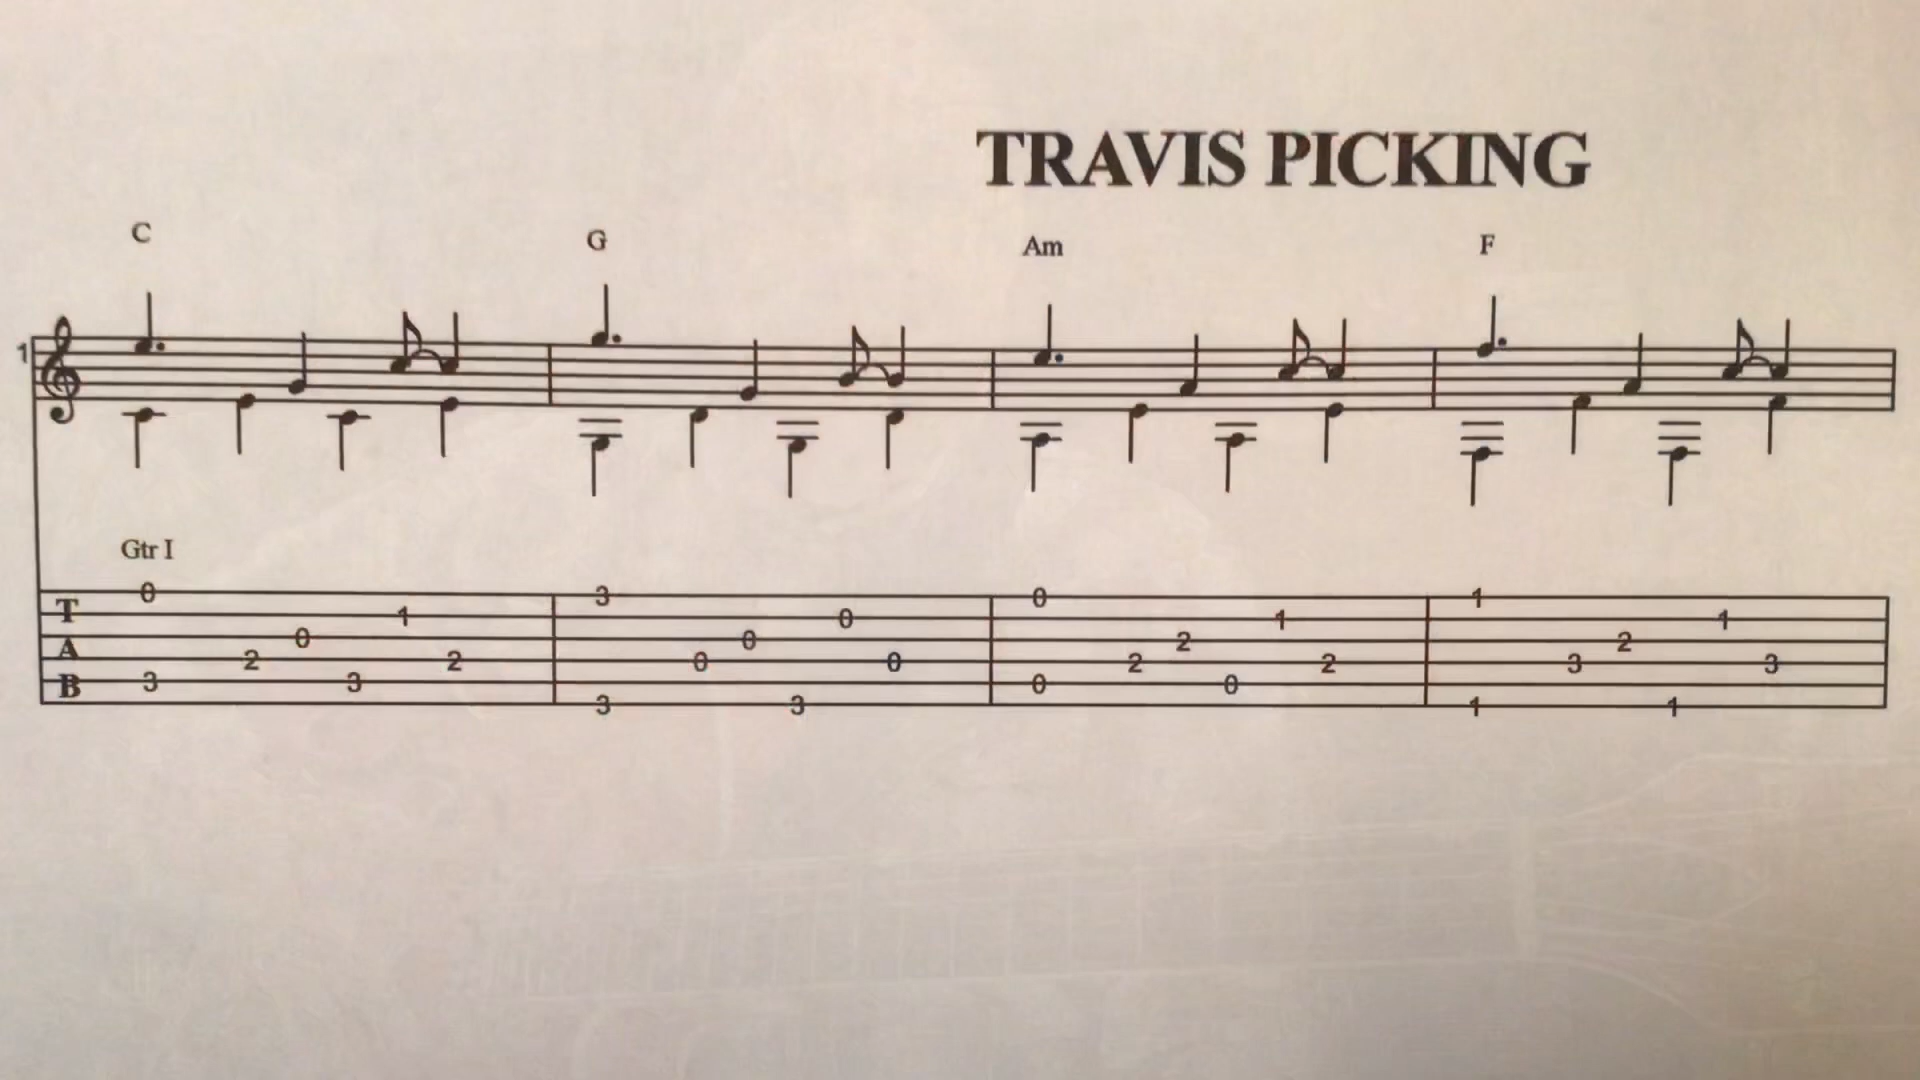 TRAVIS PICKING
C G Am F
1
Gtr I
T 0 1 3 0 0 1 1 1
A 0 0 2 2
2 2 0 0 2 2 3 3
B 3 3 0 0
3 3 1 1